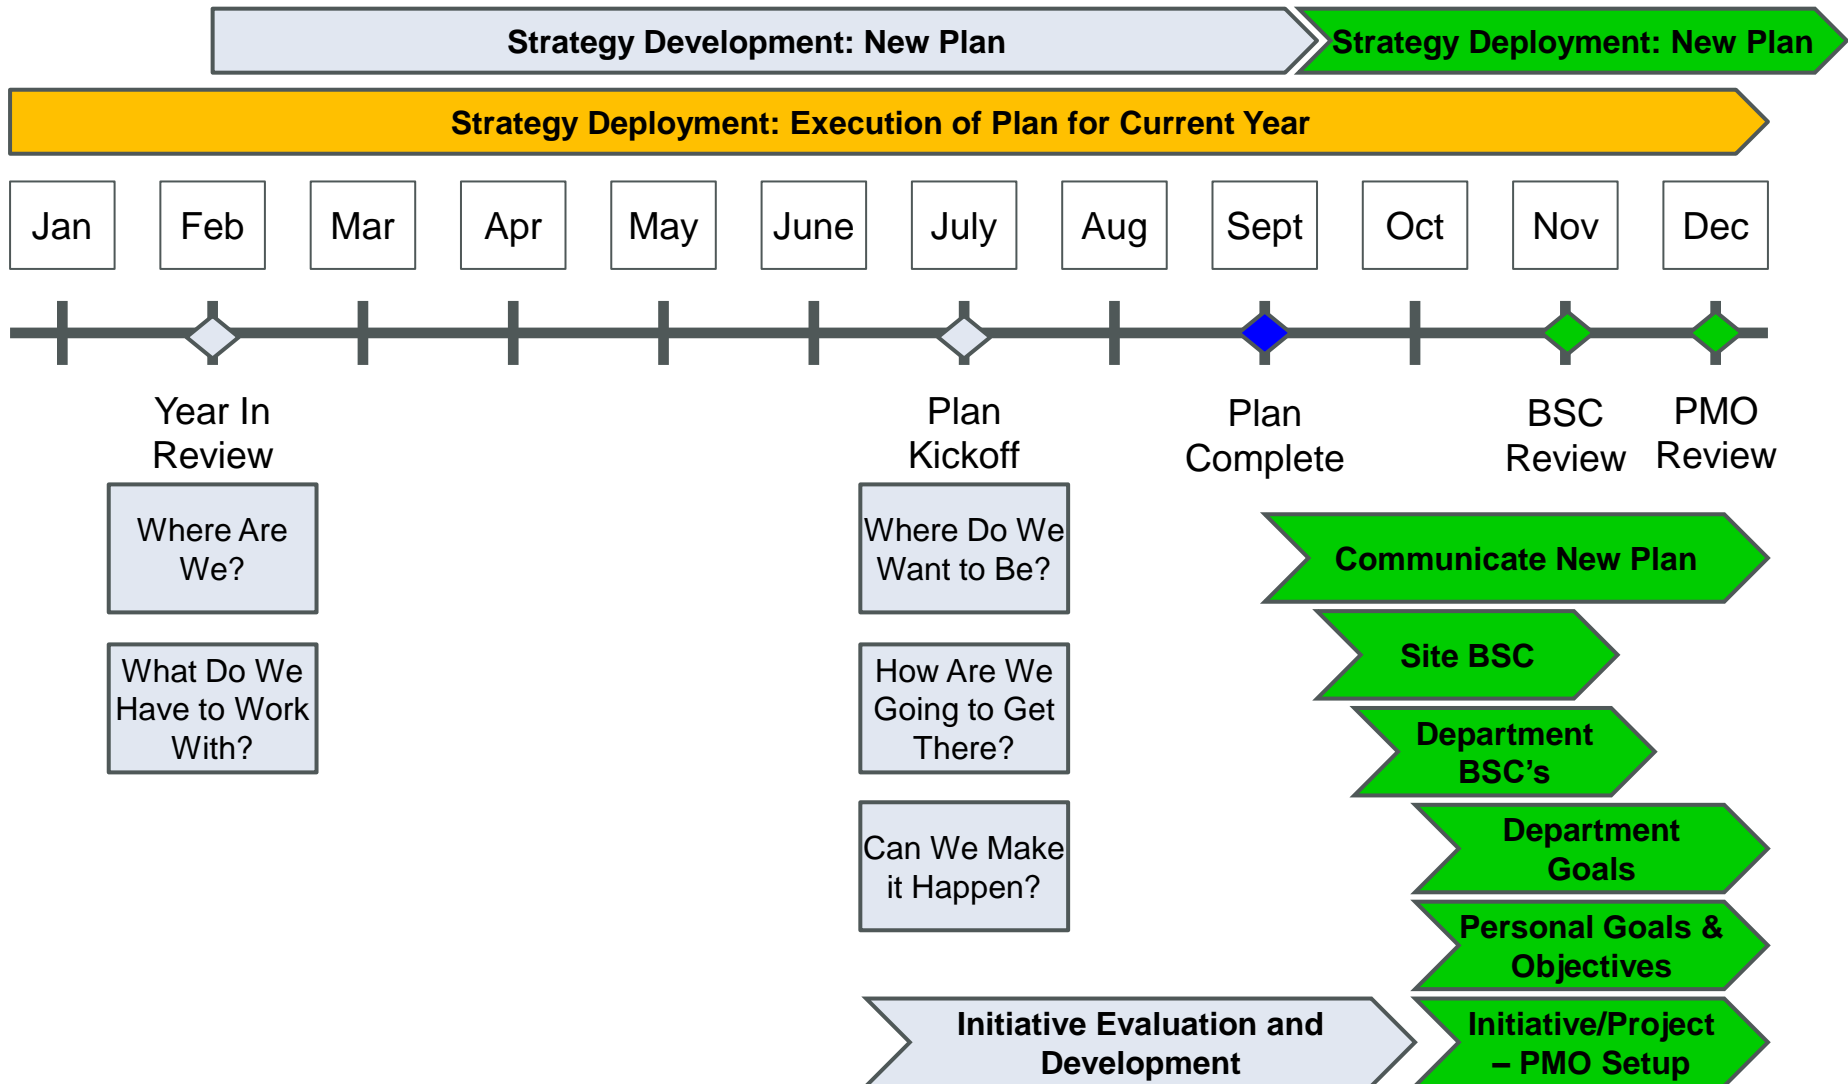 Strategy Development: New Plan
Strategy Deployment: New Plan
Strategy Deployment: Execution of Plan for Current Year
Jan
Feb
Mar
Apr
May
June
July
Aug
Sept
Oct
Nov
Dec
Year In
Review
Plan
Kickoff
Plan
Complete
BSC
Review
PMO
Review
Where Are
We?
What Do We
Have to Work
With?
Where Do We
Want to Be?
How Are We
Going to Get
There?
Can We Make
it Happen?
Communicate New Plan
Site BSC
Department
BSC’s
Department
Goals
Personal Goals &
Objectives
Initiative Evaluation and
Development
Initiative/Project
– PMO Setup